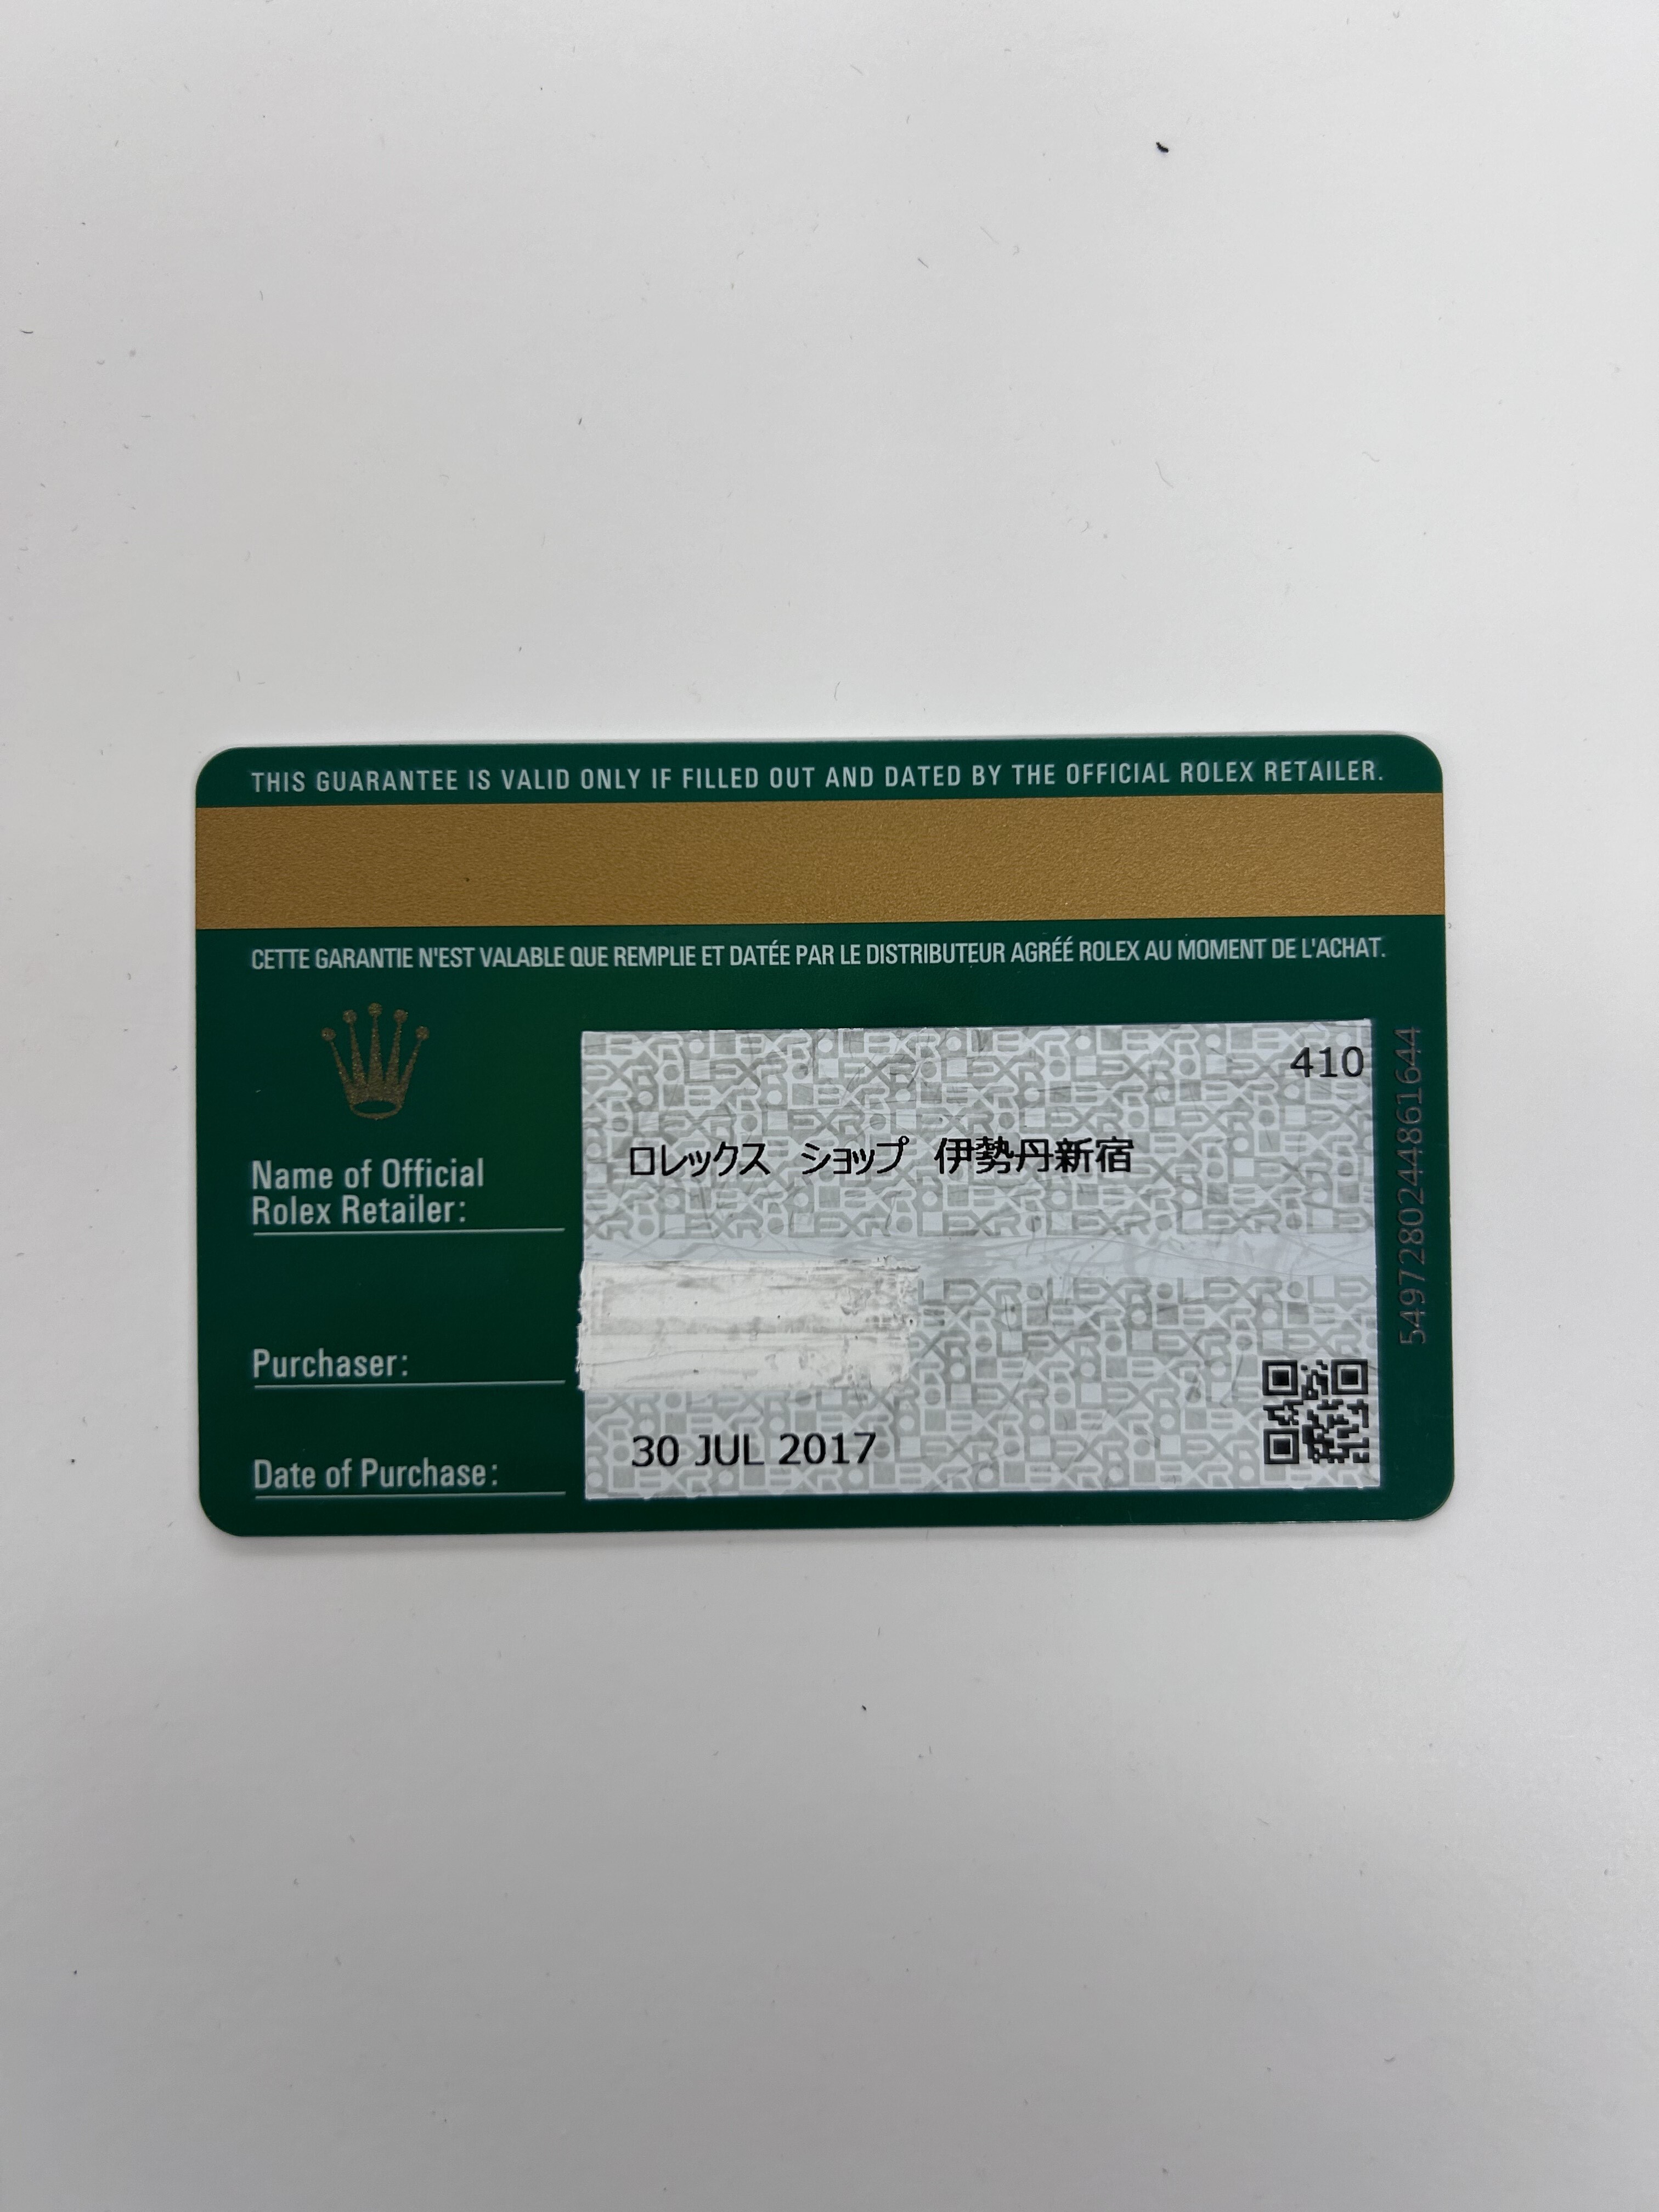 THIS GUARANTEE IS VALID ONLY IF FILLED OUT AND DATED BY THE OFFICIAL ROLEX RETAILER.
CETTE GARANTIE N'EST VALABLE QUE REMPLIE ET DATÉE PAR LE DISTRIBUTEUR AGRÉÉ ROLEX AU MOMENT DE L'ACHAT.
410
ロレックス ショップ 伊勢丹新宿
Name of Official
Rolex Retailer:
Purchaser:
Date of Purchase:
30 JUL 2017
5497280244861644